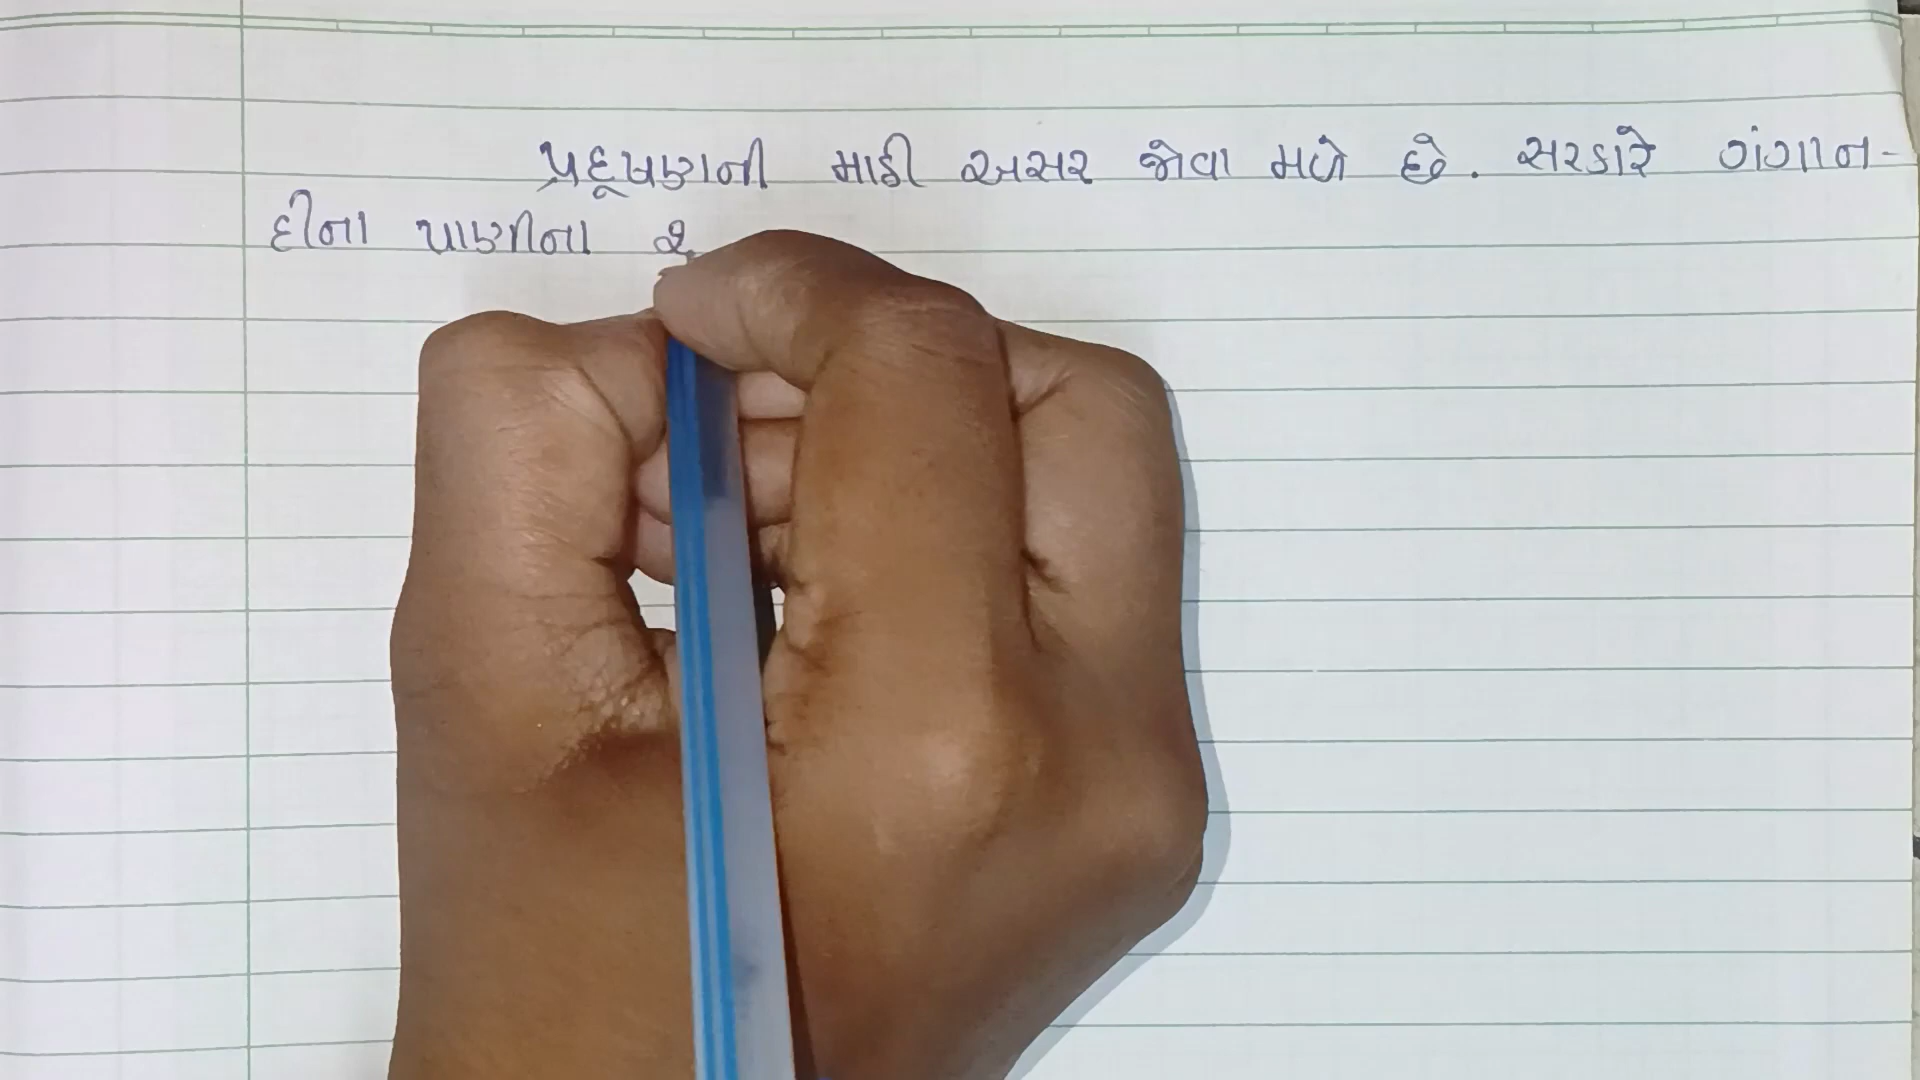 પ્રદૂષણની માઠી અસર જોવા મળે છે. સરકારે ગંગાન-
દીના પાણીના